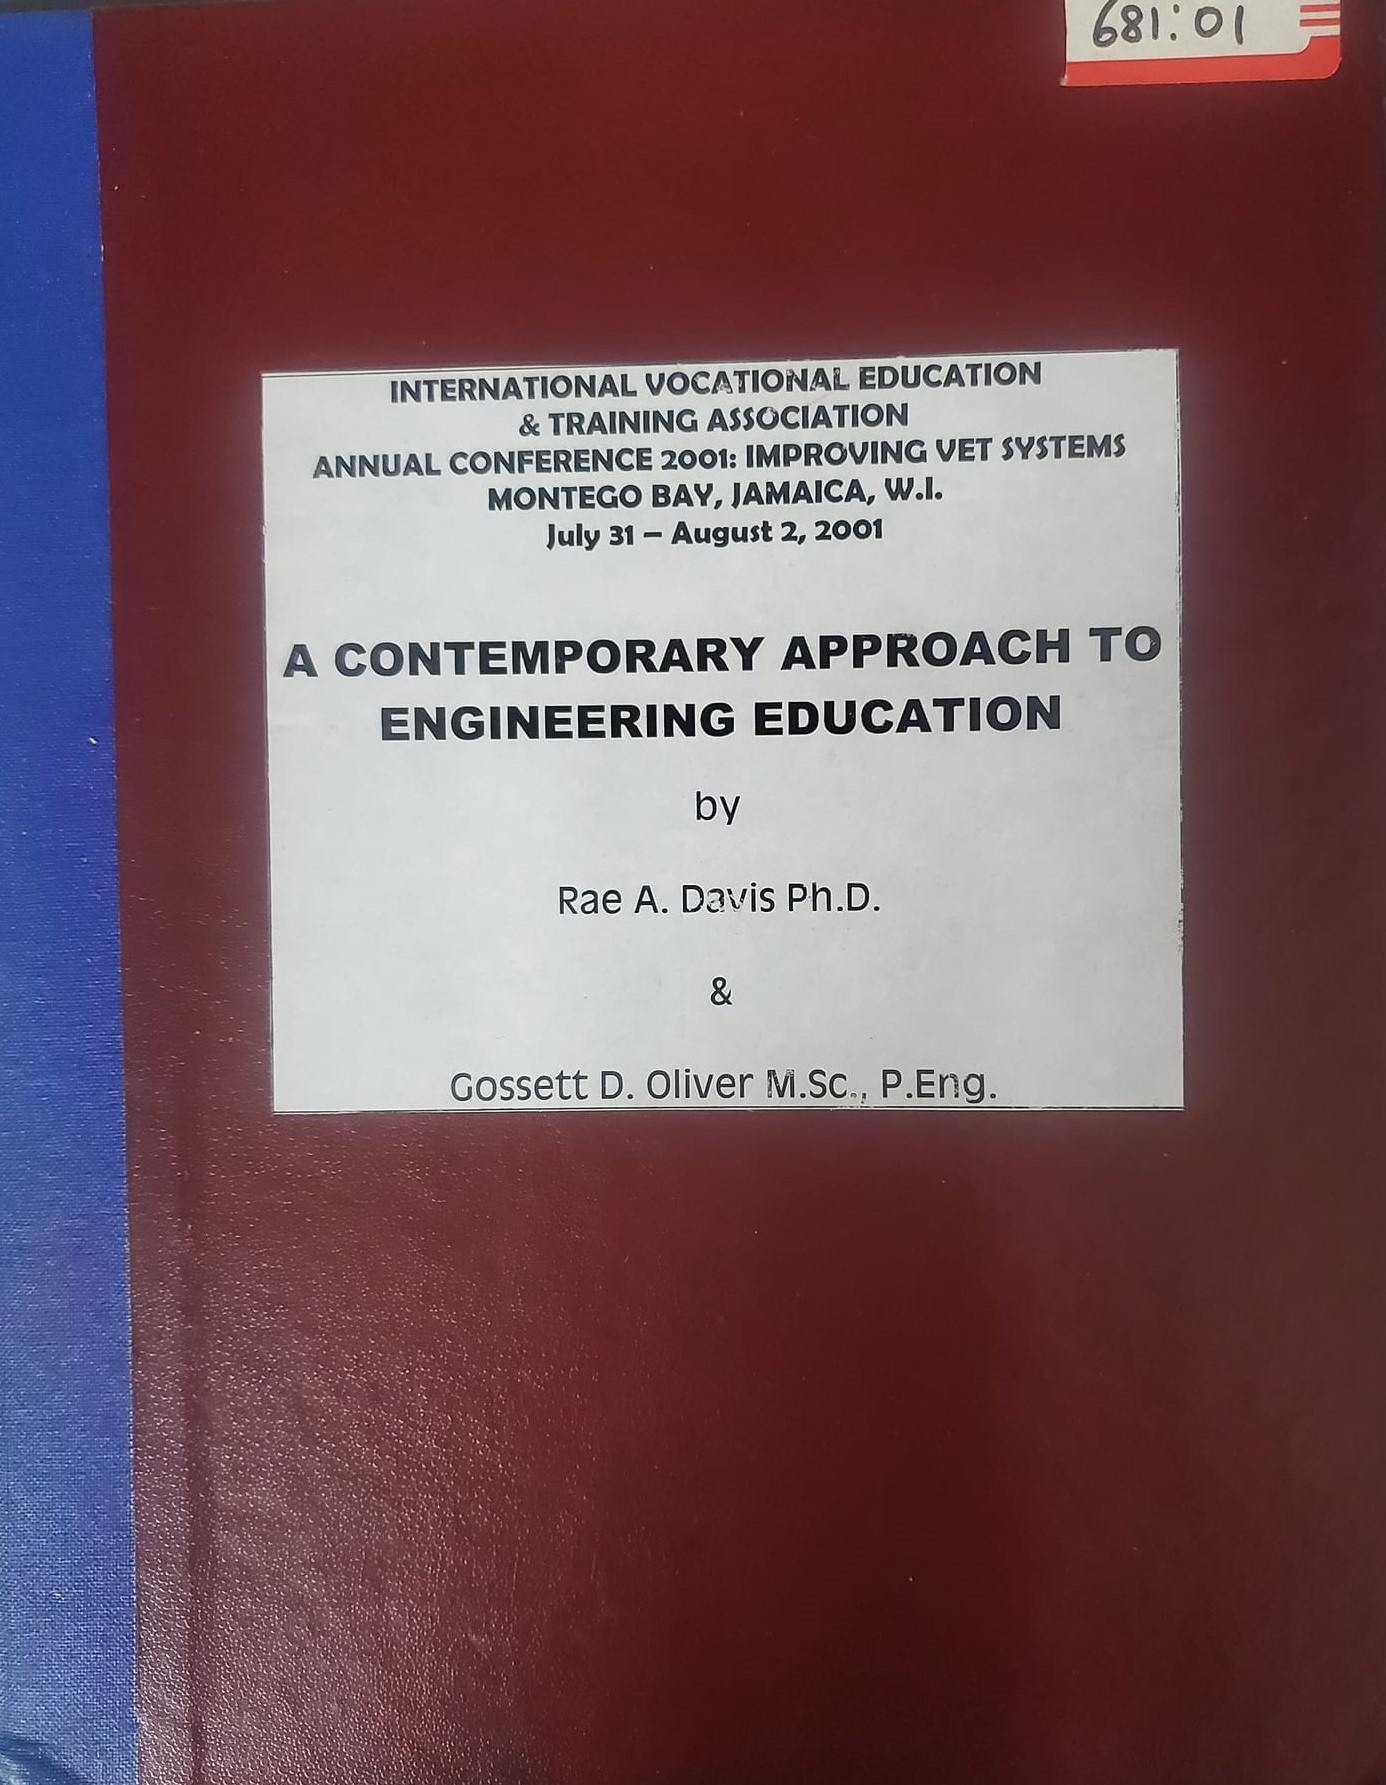 681:01
INTERNATIONAL VOCATIONAL EDUCATION
& TRAINING ASSOCIATION
ANNUAL CONFERENCE 2001: IMPROVING VET SYSTEMS
MONTEGO BAY, JAMAICA, W.I.
July 31 – August 2, 2001
A CONTEMPORARY APPROACH TO
ENGINEERING EDUCATION
by
Rae A. Davis Ph.D.
&
Gossett D. Oliver M.Sc., P.Eng.